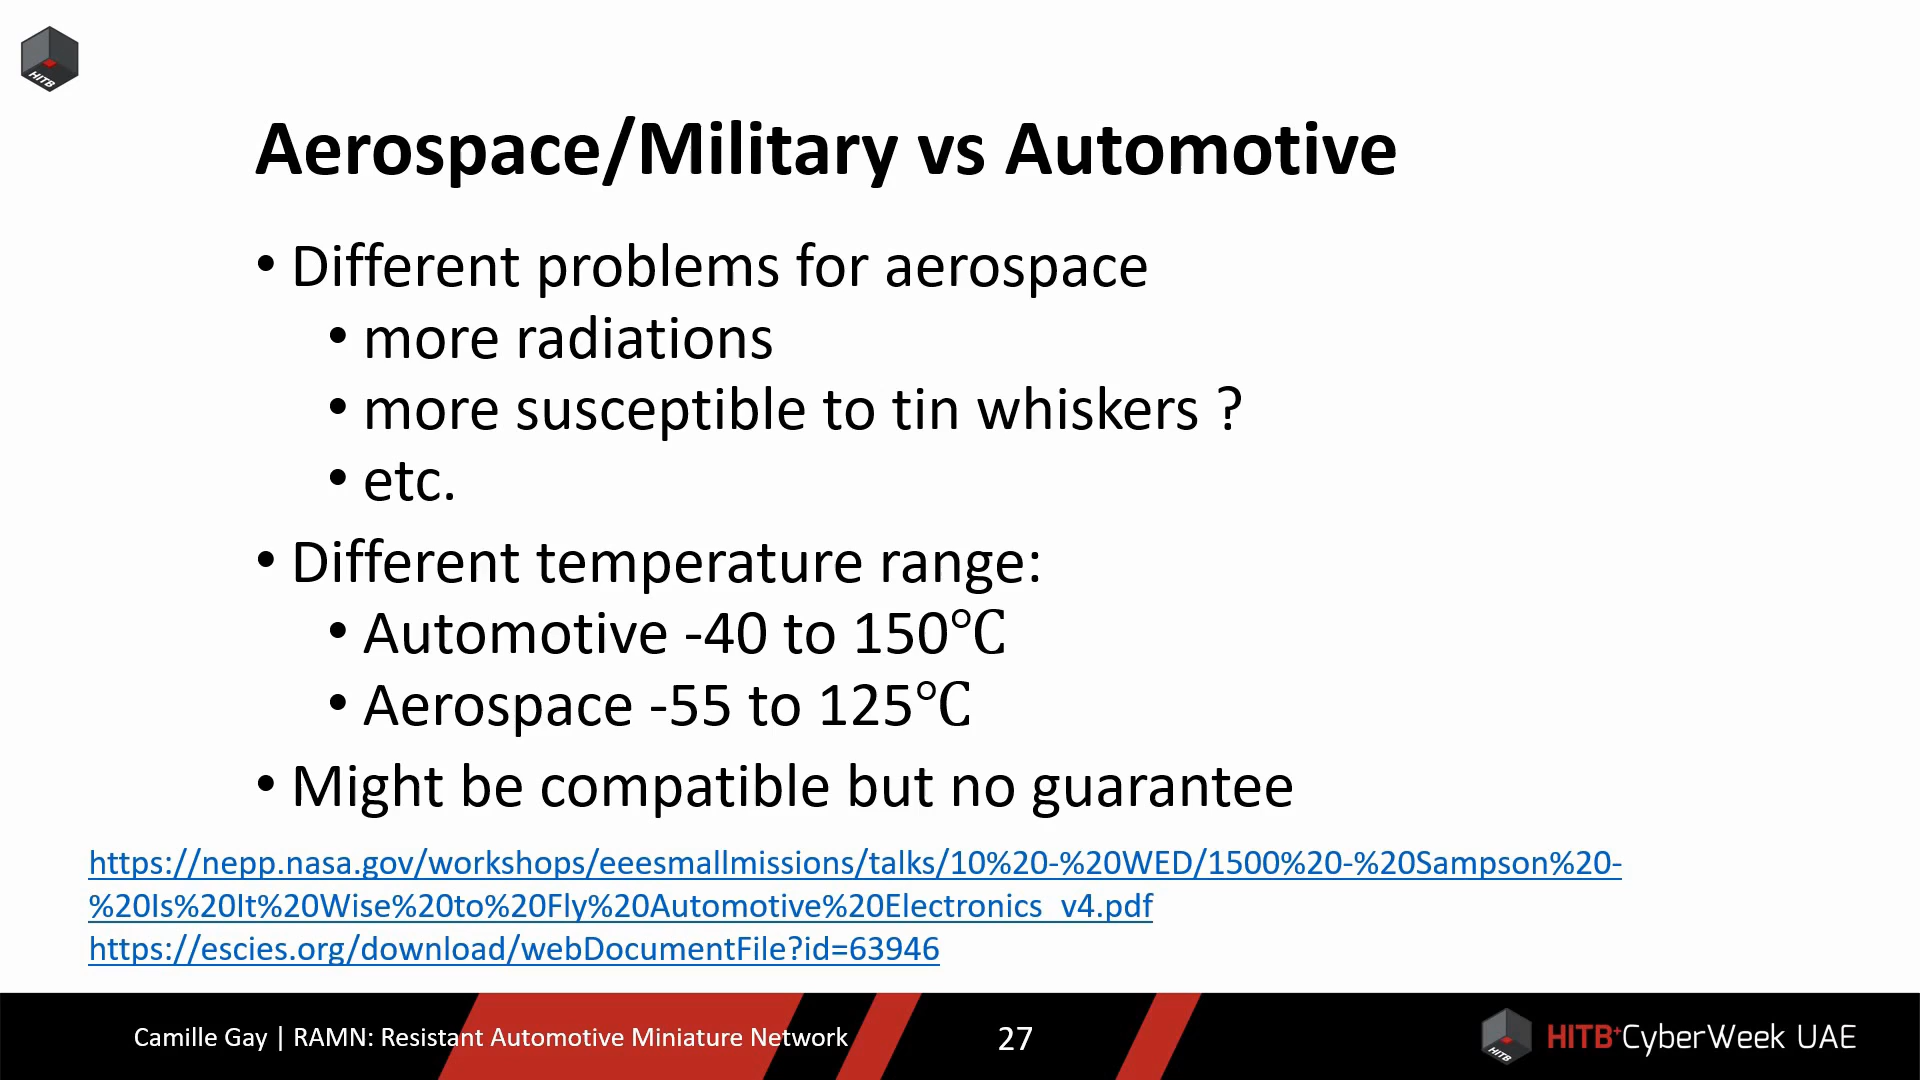 HITB
Aerospace/Military vs Automotive
• Different problems for aerospace
• more radiations
• more susceptible to tin whiskers ?
• etc.
• Different temperature range:
• Automotive -40 to 150℃
• Aerospace -55 to 125℃
• Might be compatible but no guarantee
https://nepp.nasa.gov/workshops/eeesmallmissions/talks/10%20-%20WED/1500%20-%20Sampson%20-
%20Is%20It%20Wise%20to%20Fly%20Automotive%20Electronics_v4.pdf
https://escies.org/download/webDocumentFile?id=63946
Camille Gay | RAMN: Resistant Automotive Miniature Network
27
HITB
HITB+CyberWeek UAE